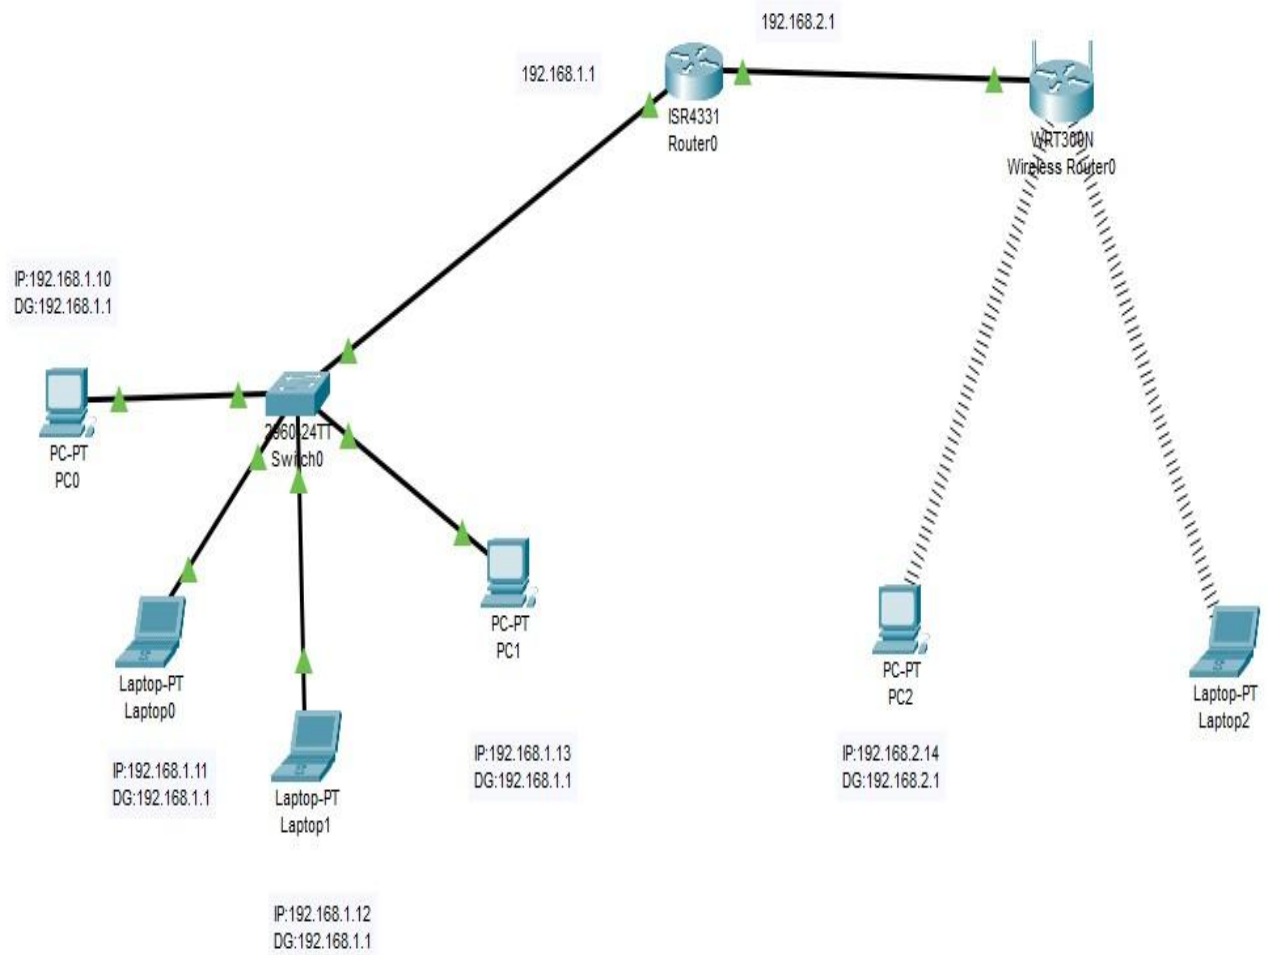 192.168.2.1
192.168.1.1
ISR4331
Router0
WRT300N
Wireless Router0
IP:192.168.1.10
DG:192.168.1.1
2960-24TT
Switch0
PC-PT
PC0
PC-PT
PC1
Laptop-PT
Laptop0
PC-PT
PC2
Laptop-PT
Laptop2
IP:192.168.1.11
DG:192.168.1.1
Laptop-PT
Laptop1
IP:192.168.1.13
DG:192.168.1.1
IP:192.168.2.14
DG:192.168.2.1
IP:192.168.1.12
DG:192.168.1.1